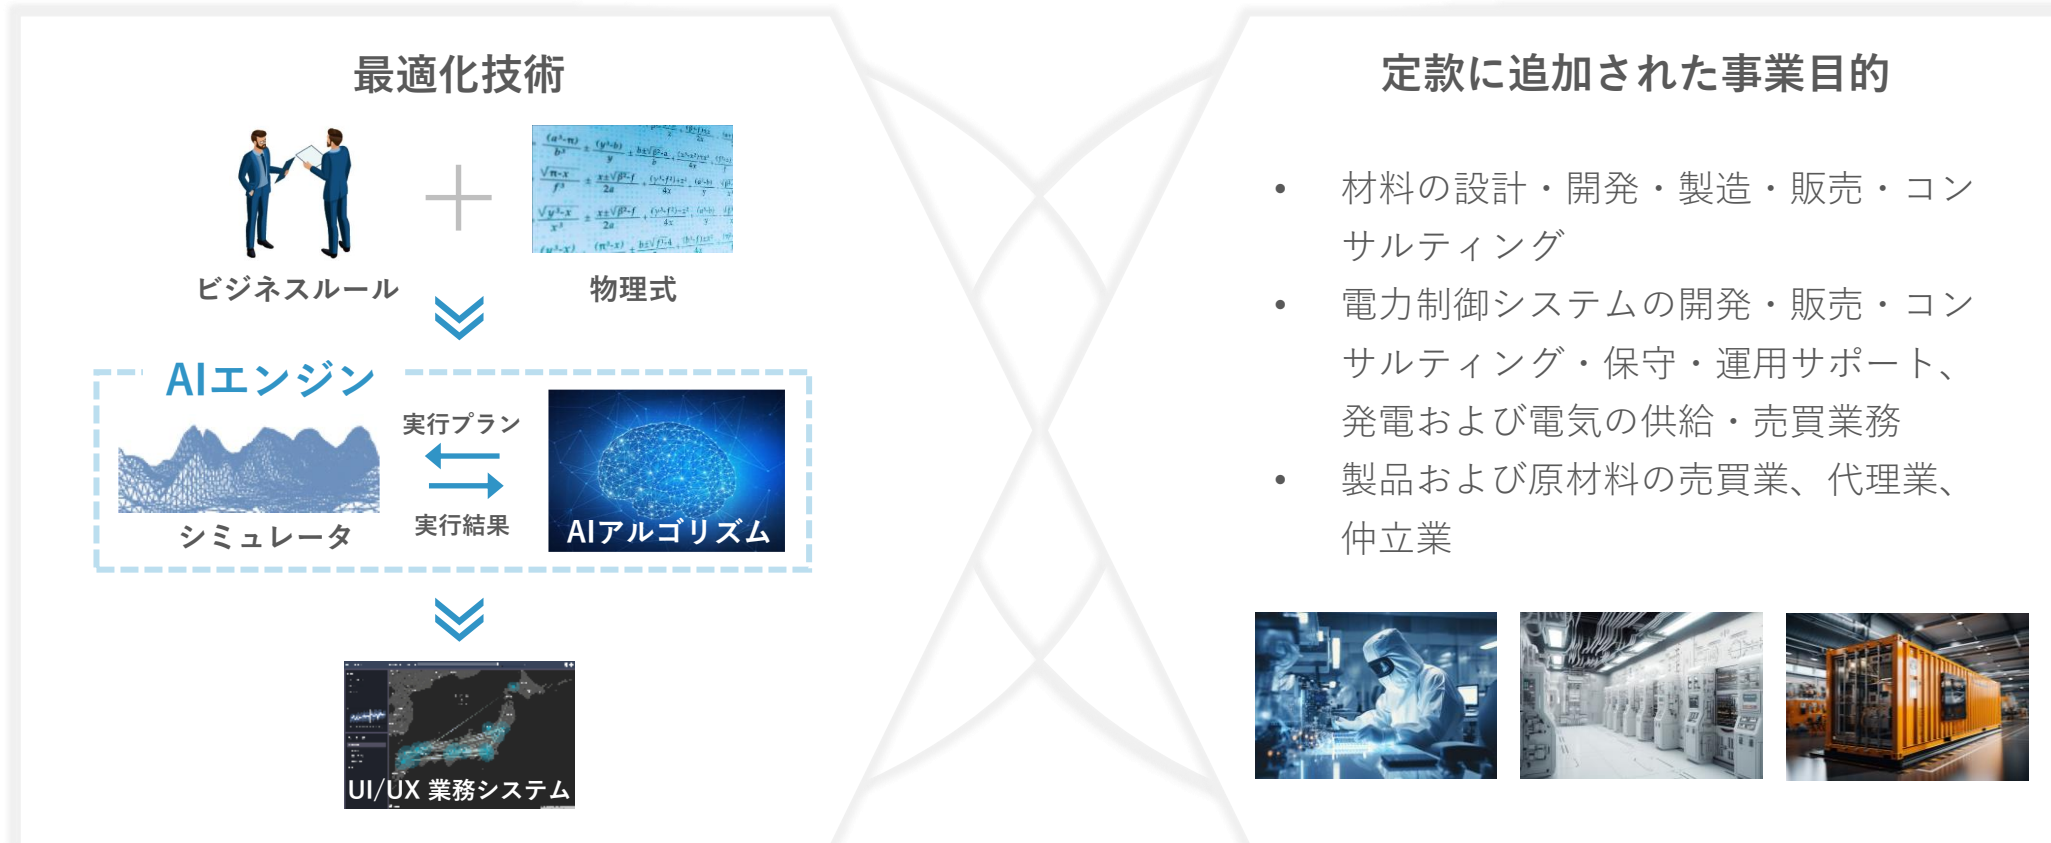 最適化技術
ビジネスルール
物理式
AIエンジン
実行プラン
実行結果
シミュレータ
AIアルゴリズム
UI/UX 業務システム
定款に追加された事業目的
• 材料の設計・開発・製造・販売・コン
サルティング
• 電力制御システムの開発・販売・コン
サルティング・保守・運用サポート、
発電および電気の供給・売買業務
• 製品および原材料の売買業、代理業、
仲立業